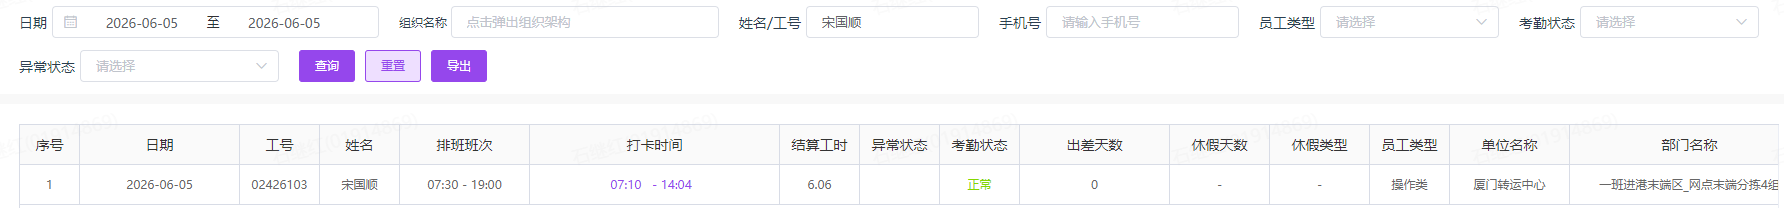 日期 2026-06-05 至 2026-06-05 组织名称 点击弹出组织架构 姓名/工号 宋国顺 手机号 请输入手机号 员工类型 请选择 考勤状态 请选择
异常状态 请选择 查询 重置 导出
序号 日期 工号 姓名 排班班次 打卡时间 结算工时 异常状态 考勤状态 出差天数 休假天数 休假类型 员工类型 单位名称 部门名称
1 2026-06-05 02426103 宋国顺 07:30 - 19:00 07:10 - 14:04 6.06 正常 0 - - 操作类 厦门转运中心 一班进港末端区_网点末端分拣4组